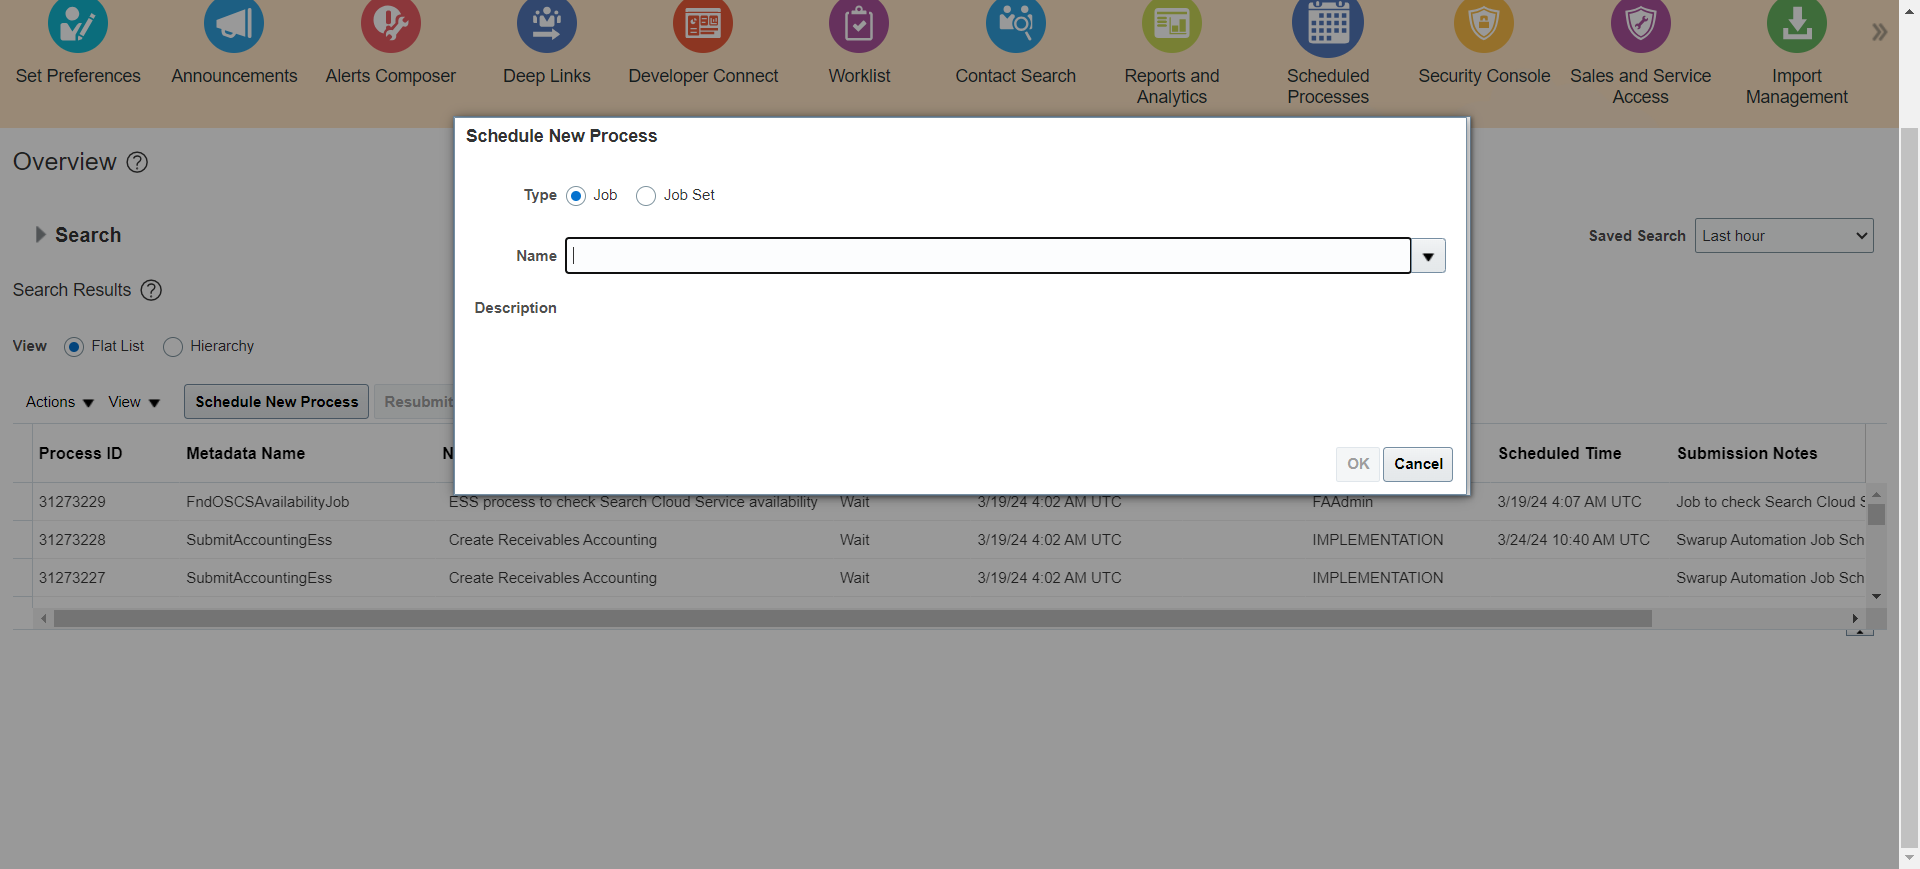 Set Preferences
Announcements
Alerts Composer
Deep Links
Developer Connect
Worklist
Contact Search
Reports and
Analytics
Scheduled
Processes
Security Console
Sales and Service
Access
Import
Management
Schedule New Process
Type Job Job Set
Name
Description
OK Cancel
Overview
Search
Saved Search Last hour
Search Results
View Flat List Hierarchy
Actions View Schedule New Process Resubmit
Process ID Metadata Name N Scheduled Time Submission Notes
31273229 FndOSCSAvailabilityJob ESS process to check Search Cloud Service availability Wait 3/19/24 4:02 AM UTC FAAdmin 3/19/24 4:07 AM UTC Job to check Search Cloud S
31273228 SubmitAccountingEss Create Receivables Accounting Wait 3/19/24 4:02 AM UTC IMPLEMENTATION 3/24/24 10:40 AM UTC Swarup Automation Job Sch
31273227 SubmitAccountingEss Create Receivables Accounting Wait 3/19/24 4:02 AM UTC IMPLEMENTATION Swarup Automation Job Sch